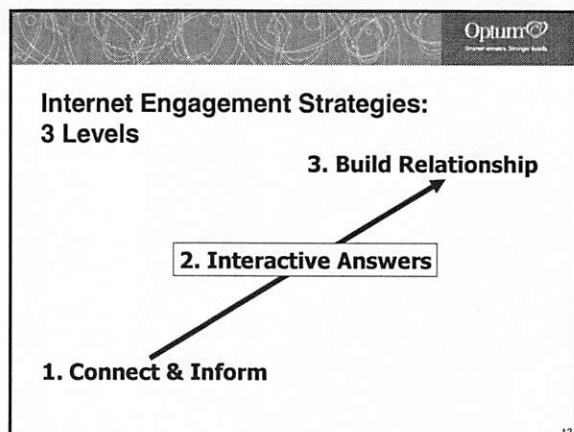 Optum
Internet Engagement Strategies:
3 Levels
3. Build Relationship
2. Interactive Answers
1. Connect & Inform